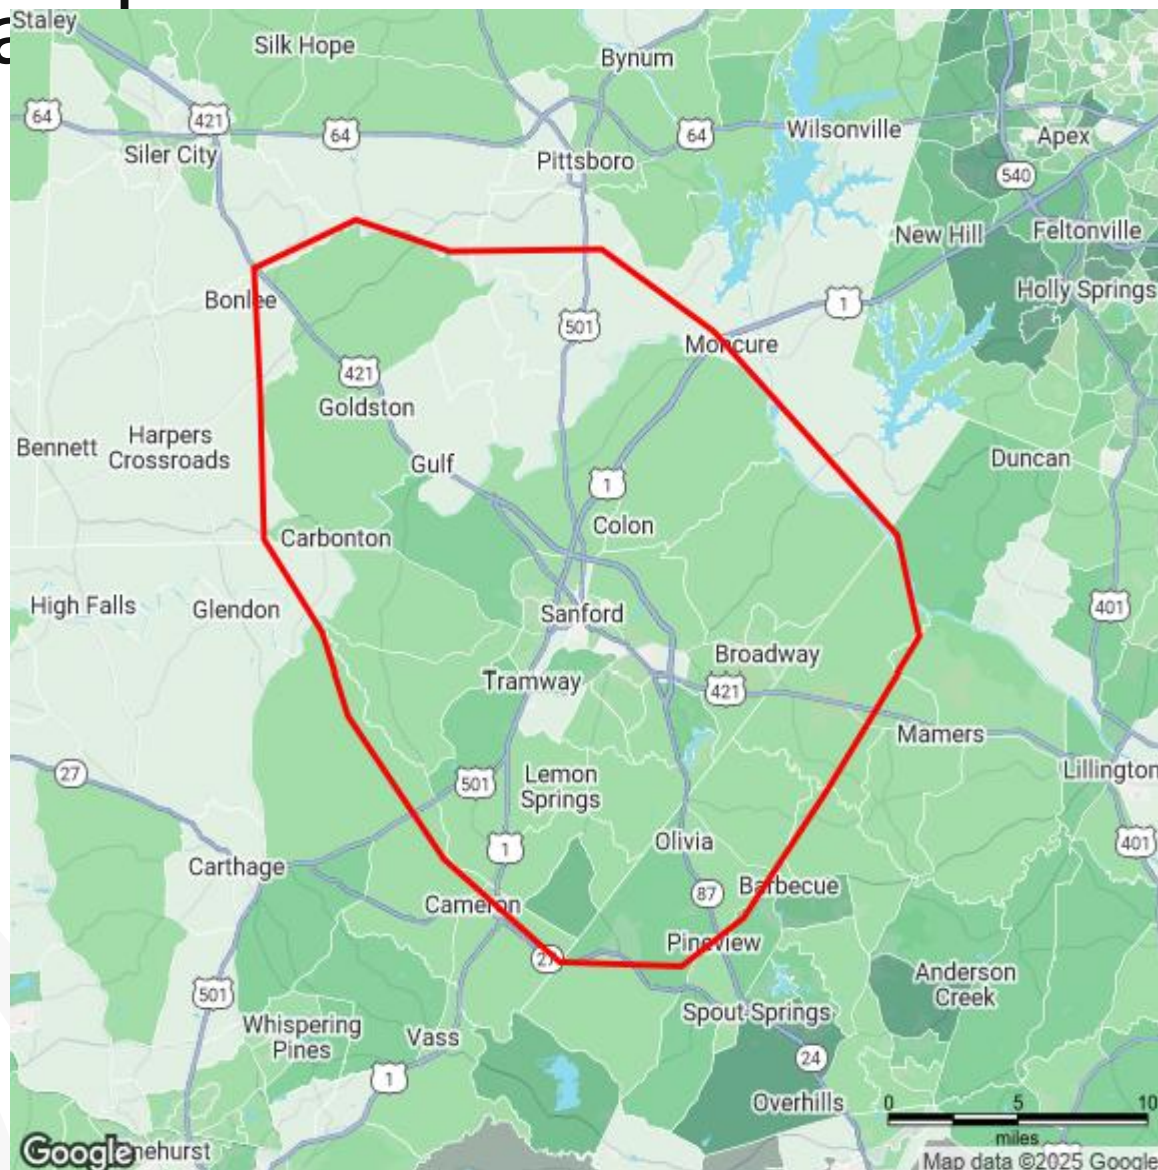 Staley
Silk Hope
Bynum
64
421
64
64
Wilsonville
Apex
Siler City
Pittsboro
540
New Hill
Feltonville
Bonlee
Holly Springs
1
501
Moncure
421
Goldston
Bennett
Harpers
Crossroads
Gulf
Duncan
1
Colon
Carbonton
High Falls
Glendon
Sanford
401
Broadway
Tramway
421
Mamers
27
501
Lemon
Springs
Lillington
Olivia
401
1
Carthage
87
Barbecue
Cameron
Pineview
27
Anderson
Creek
501
Spout Springs
Whispering
Pines
Vass
24
1
Overhills
0 5 10
miles
Google
nehurst
Map data ©2025 Google